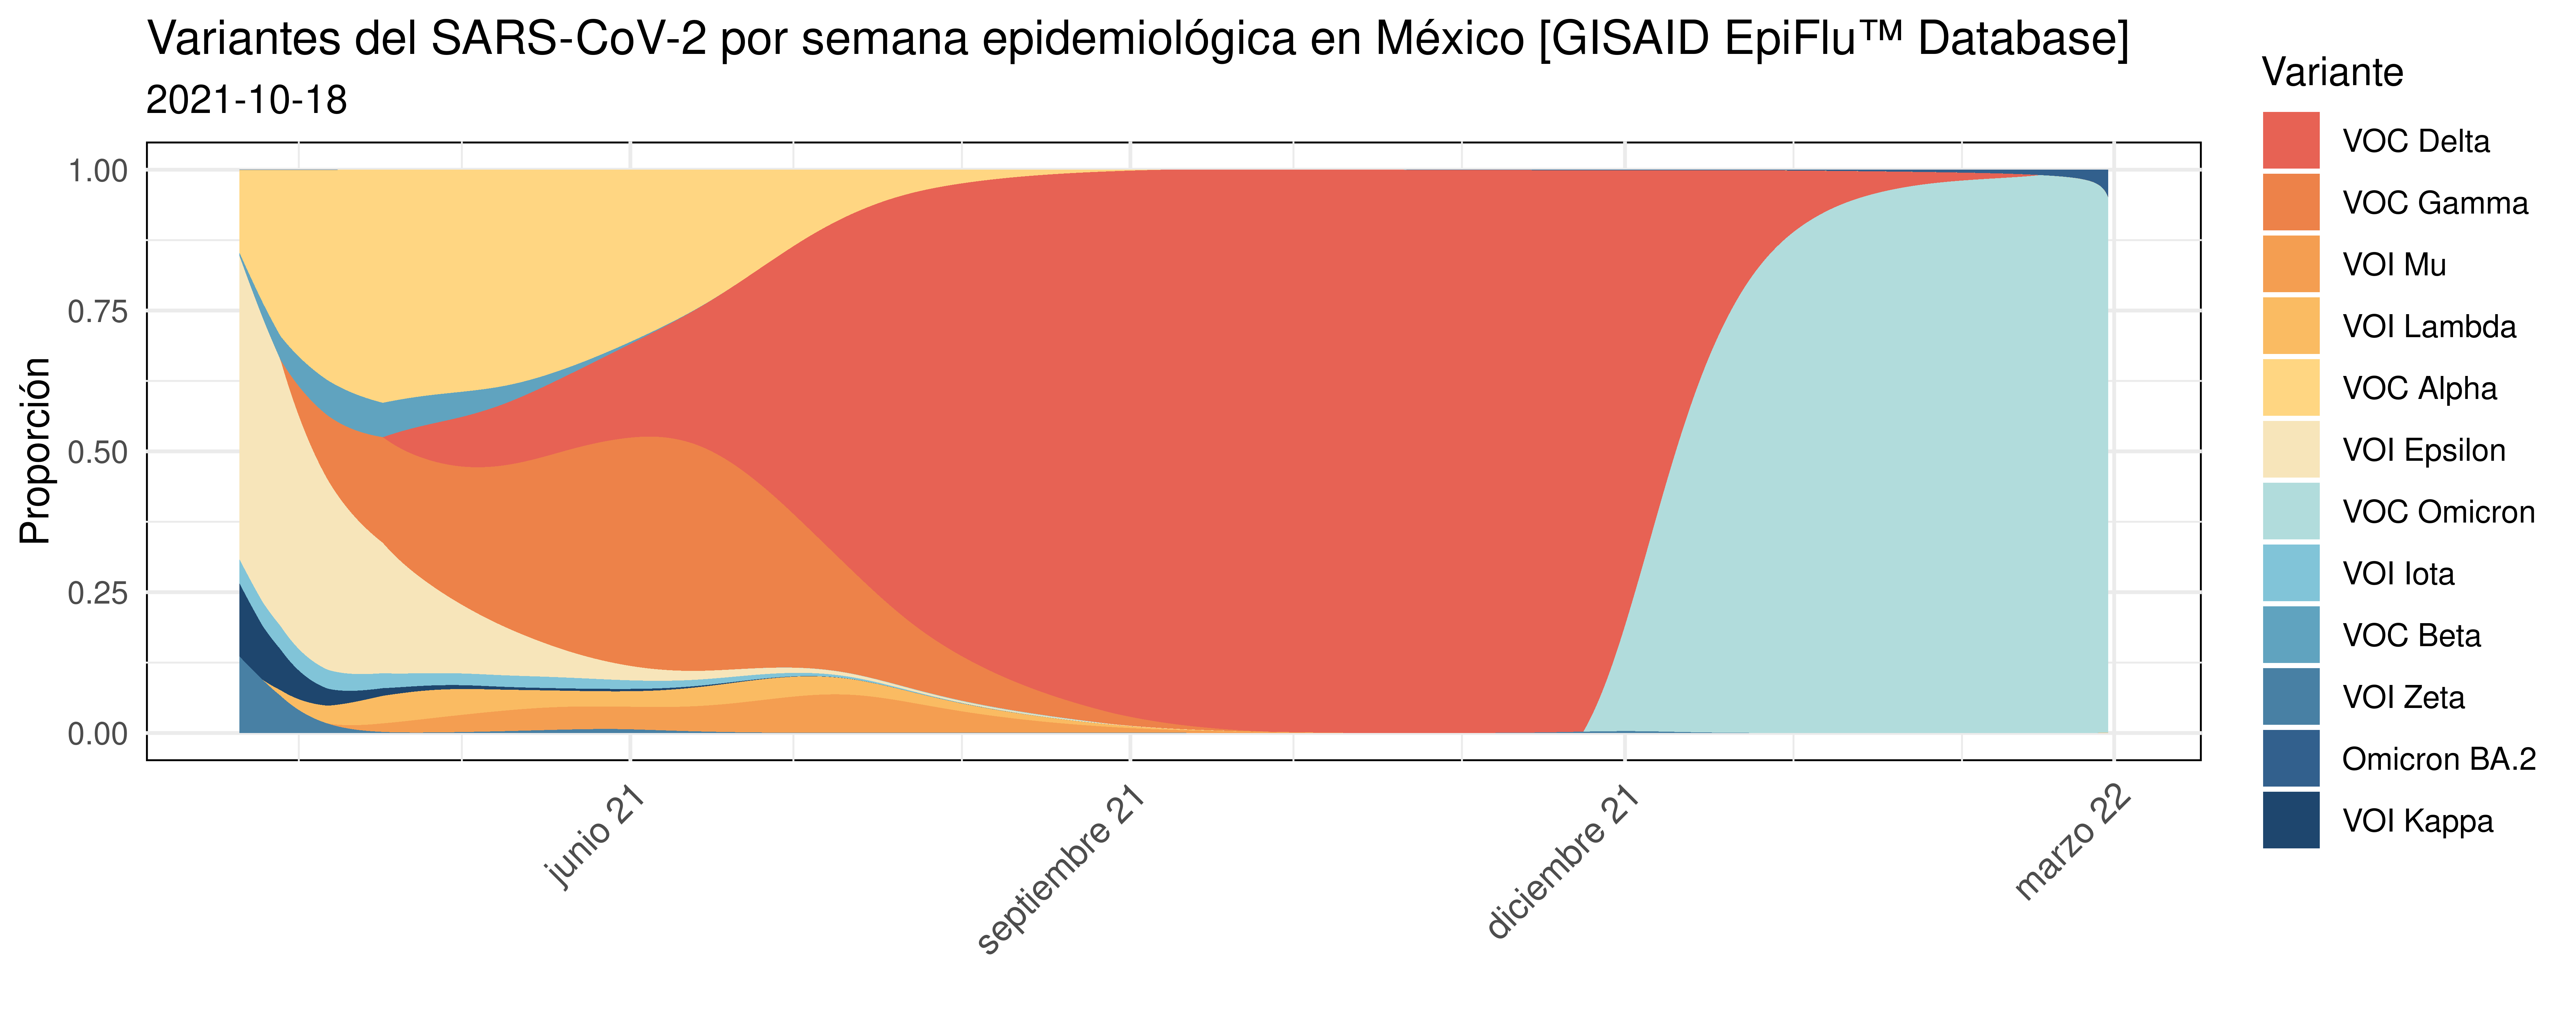 Variantes del SARS-CoV-2 por semana epidemiológica en México [GISAID EpiFlu™ Database]
2021-10-18
Proporción
1.00
0.75
0.50
0.25
0.00
junio 21
septiembre 21
diciembre 21
marzo 22
Variante
VOC Delta
VOC Gamma
VOI Mu
VOI Lambda
VOC Alpha
VOI Epsilon
VOC Omicron
VOI Iota
VOC Beta
VOI Zeta
Omicron BA.2
VOI Kappa